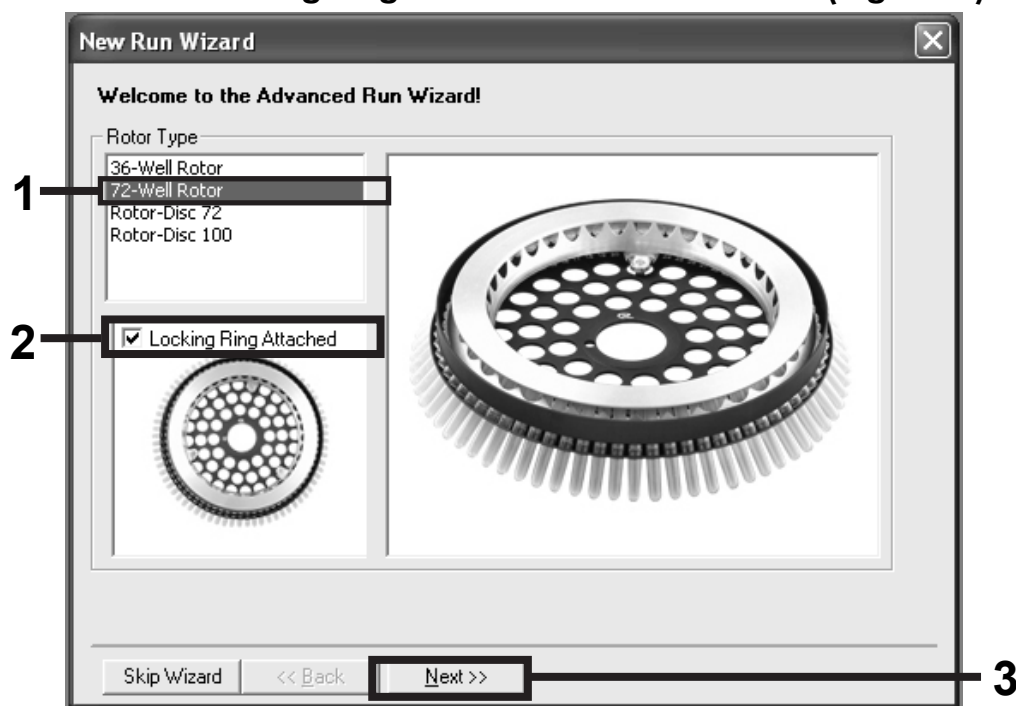 New Run Wizard
Welcome to the Advanced Run Wizard!
Rotor Type
36-Well Rotor
1
72-Well Rotor
Rotor-Disc 72
Rotor-Disc 100
2
Locking Ring Attached
Skip Wizard
<< Back
Next >>
3